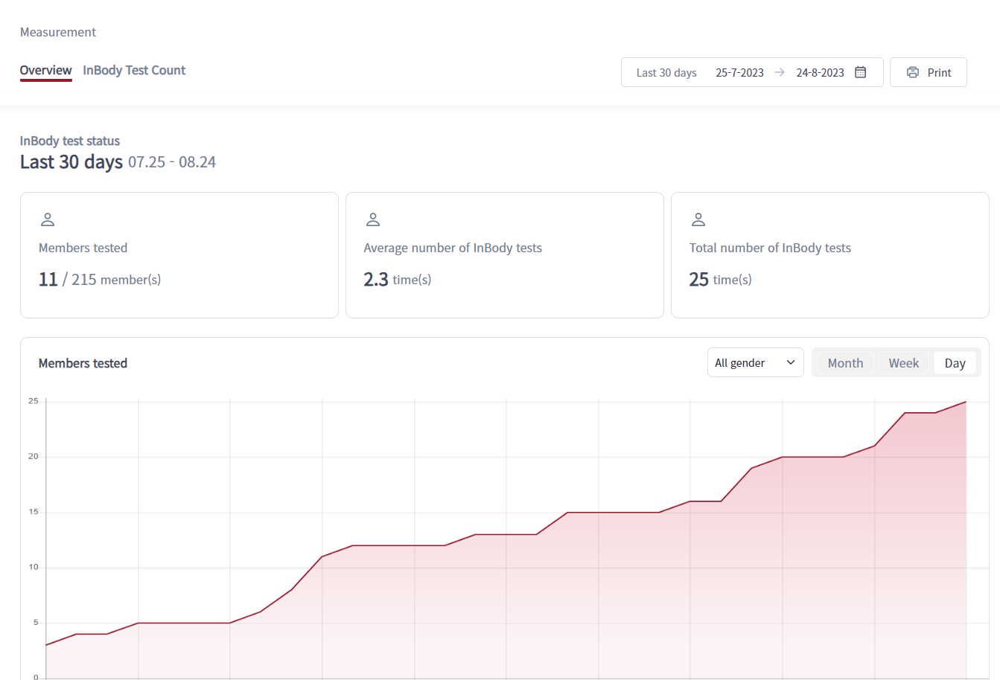 Measurement
Overview InBody Test Count
Last 30 days 25-7-2023 → 24-8-2023 Print
InBody test status
Last 30 days 07.25 - 08.24
Members tested
11 / 215 member(s)
Average number of InBody tests
2.3 time(s)
Total number of InBody tests
25 time(s)
Members tested All gender Month Week Day
25
20
15
10
5
0